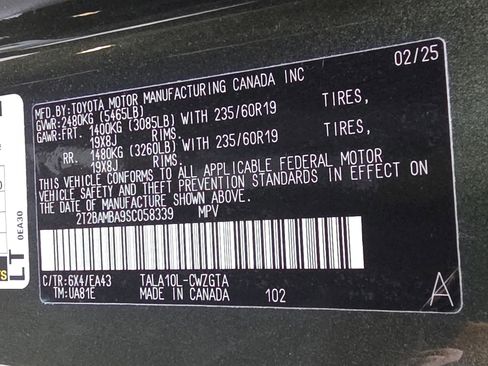 02/25
MFD.BY:TOYOTA MOTOR MANUFACTURING CANADA INC
GVWR:2480KG (5465LB)
GAWR:FRT. 1400KG (3085LB) WITH 235/60R19 TIRES,
19X8J RIMS.
RR. 1480KG (3260LB) WITH 235/60R19 TIRES,
19X8J RIMS.
THIS VEHICLE CONFORMS TO ALL APPLICABLE FEDERAL MOTOR
VEHICLE SAFETY AND THEFT PREVENTION STANDARDS IN EFFECT ON
THE DATE OF MANUFACTURE SHOWN ABOVE.
2T2BAMBA9SC058339 MPV
C/TR:6X4/EA43 TALA10L-CWZGTA
TM:UA81E MADE IN CANADA 102
A
LT
0EA30